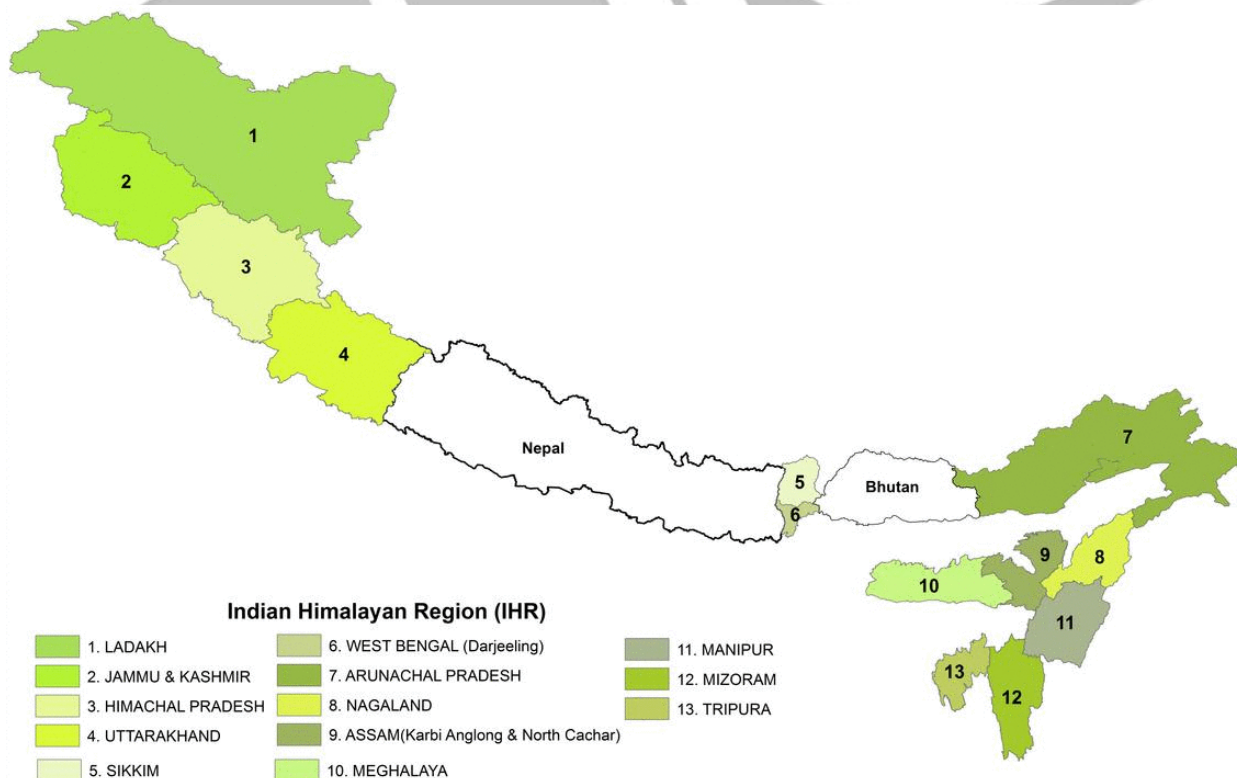 1
2
3
4
Nepal
5
6
Bhutan
7
8
9
10
11
12
13
Indian Himalayan Region (IHR)
1. LADAKH
2. JAMMU & KASHMIR
3. HIMACHAL PRADESH
4. UTTARAKHAND
5. SIKKIM
6. WEST BENGAL (Darjeeling)
7. ARUNACHAL PRADESH
8. NAGALAND
9. ASSAM(Karbi Anglong & North Cachar)
10. MEGHALAYA
11. MANIPUR
12. MIZORAM
13. TRIPURA